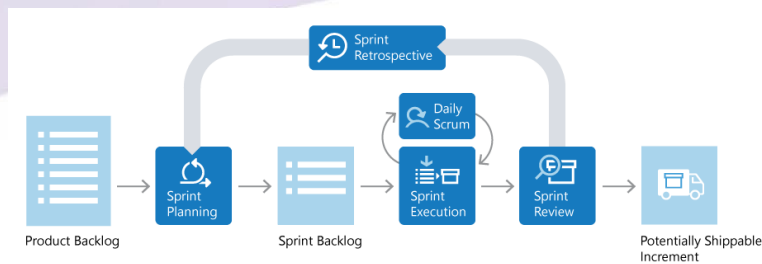 Sprint
Retrospective
Daily
Scrum
Sprint
Planning
Sprint
Execution
Sprint
Review
Product Backlog
Sprint Backlog
Potentially Shippable
Increment